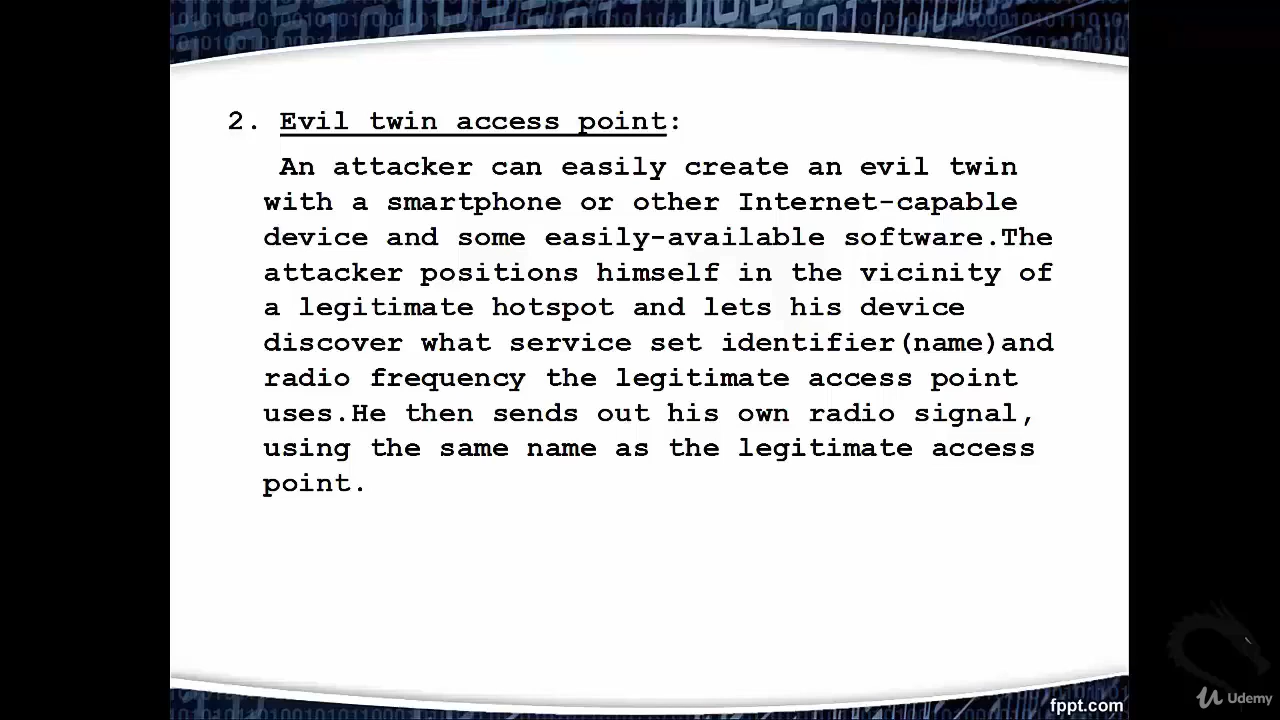 2. Evil twin access point:
An attacker can easily create an evil twin
with a smartphone or other Internet-capable
device and some easily-available software.The
attacker positions himself in the vicinity of
a legitimate hotspot and lets his device
discover what service set identifier(name)and
radio frequency the legitimate access point
uses.He then sends out his own radio signal,
using the same name as the legitimate access
point.
fppt.com
Udemy